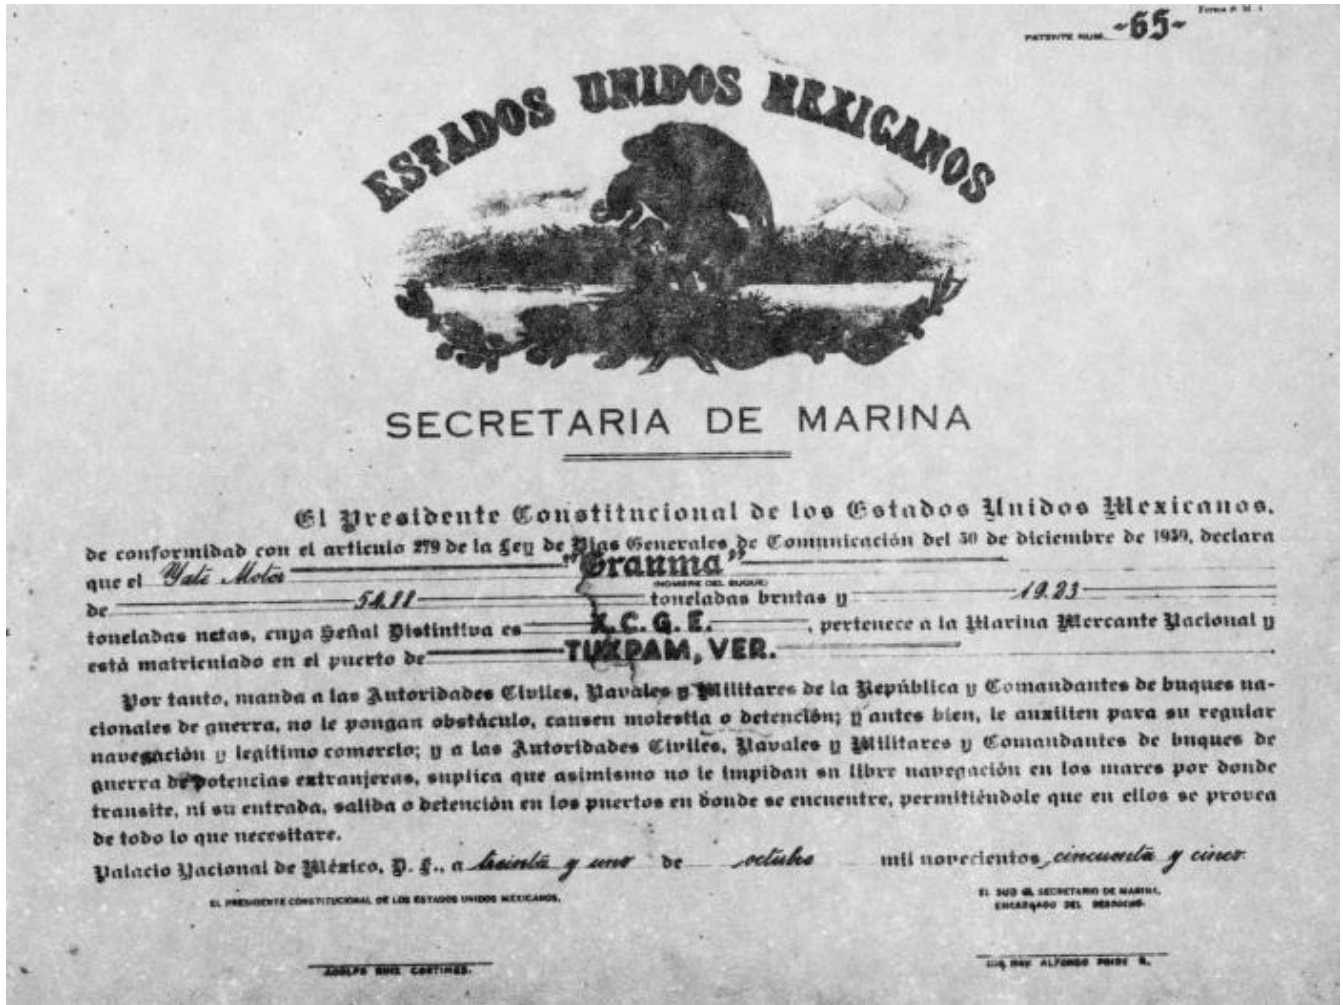 PATENTE NUM. -65-
ESTADOS UNIDOS MEXICANOS
SECRETARIA DE MARINA
El Presidente Constitucional de los Estados Unidos Mexicanos,
de conformidad con el artículo 279 de la Ley de Vías Generales de Comunicación del 30 de diciembre de 1939, declara
que el Yate Motor "Granma"
(NOMBRE DEL BUQUE)
de 54.88 toneladas brutas y 19.23
toneladas netas, cuya Señal Distintiva es X.C.G.E., pertenece a la Marina Mercante Nacional y
está matriculado en el puerto de TUXPAM, VER.
Por tanto, manda a las Autoridades Civiles, Navales y Militares de la República y Comandantes de buques na-
cionales de guerra, no le pongan obstáculo, causen molestia o detención; y antes bien, le auxilien para su regular
navegación y legítimo comercio; y a las Autoridades Civiles, Navales y Militares y Comandantes de buques de
guerra de potencias extranjeras, suplica que asimismo no le impidan su libre navegación en los mares por donde
transite, ni su entrada, salida o detención en los puertos en donde se encuentre, permitiéndole que en ellos se provea
de todo lo que necesitare.
Palacio Nacional de México, D. F., a treinta y uno de octubre mil novecientos cincuenta y cinco.
EL PRESIDENTE CONSTITUCIONAL DE LOS ESTADOS UNIDOS MEXICANOS,
EL SUB SECRETARIO DE MARINA,
ENCARGADO DEL DESPACHO
ADOLFO RUIZ CORTINES.
ALFONSO POIRE R.